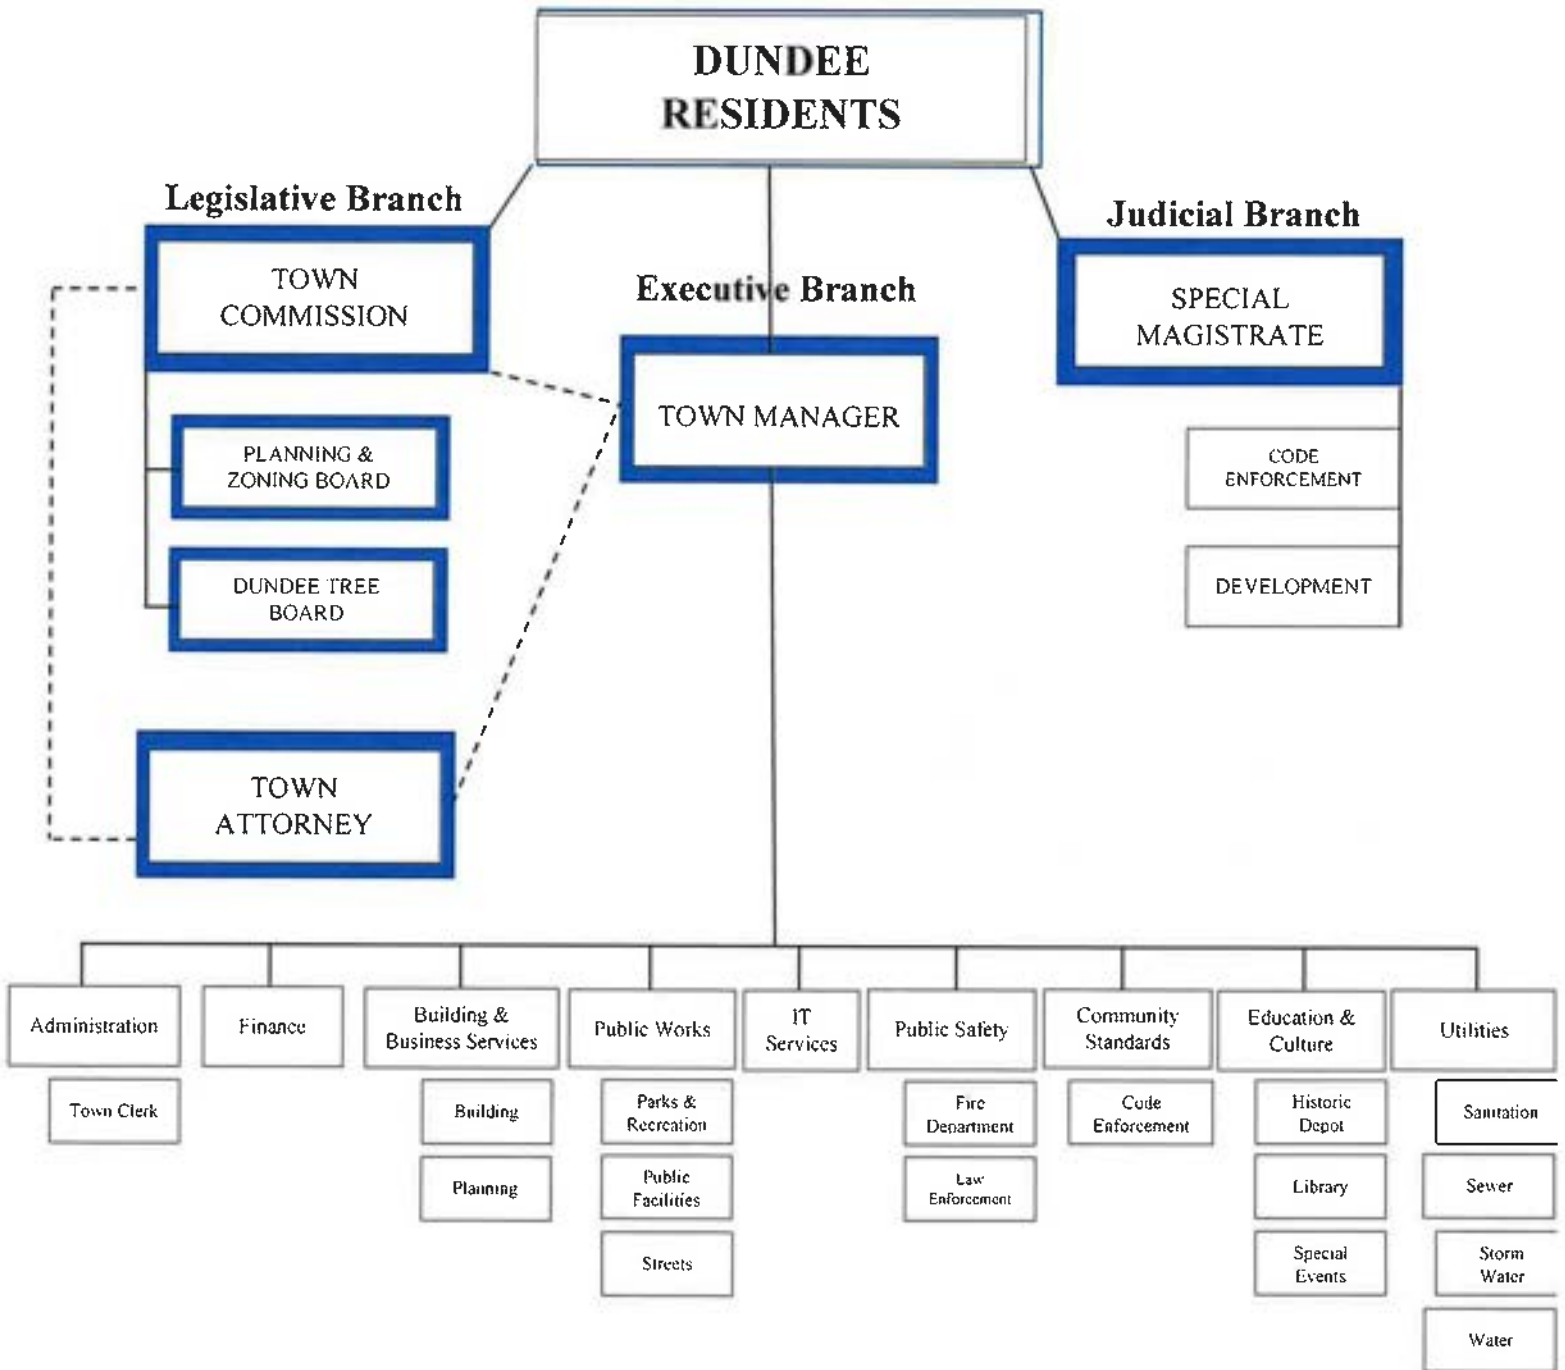 DUNDEE
RESIDENTS
Legislative Branch
Judicial Branch
TOWN
COMMISSION
Executive Branch
SPECIAL
MAGISTRATE
TOWN MANAGER
PLANNING &
ZONING BOARD
CODE
ENFORCEMENT
DUNDEE TREE
BOARD
DEVELOPMENT
TOWN
ATTORNEY
Administration
Finance
Building &
Business Services
Public Works
IT
Services
Public Safety
Community
Standards
Education &
Culture
Utilities
Town Clerk
Building
Planning
Parks &
Recreation
Public
Facilities
Streets
Fire
Department
Law
Enforcement
Code
Enforcement
Historic
Depot
Library
Special
Events
Sanitation
Sewer
Storm
Water
Water